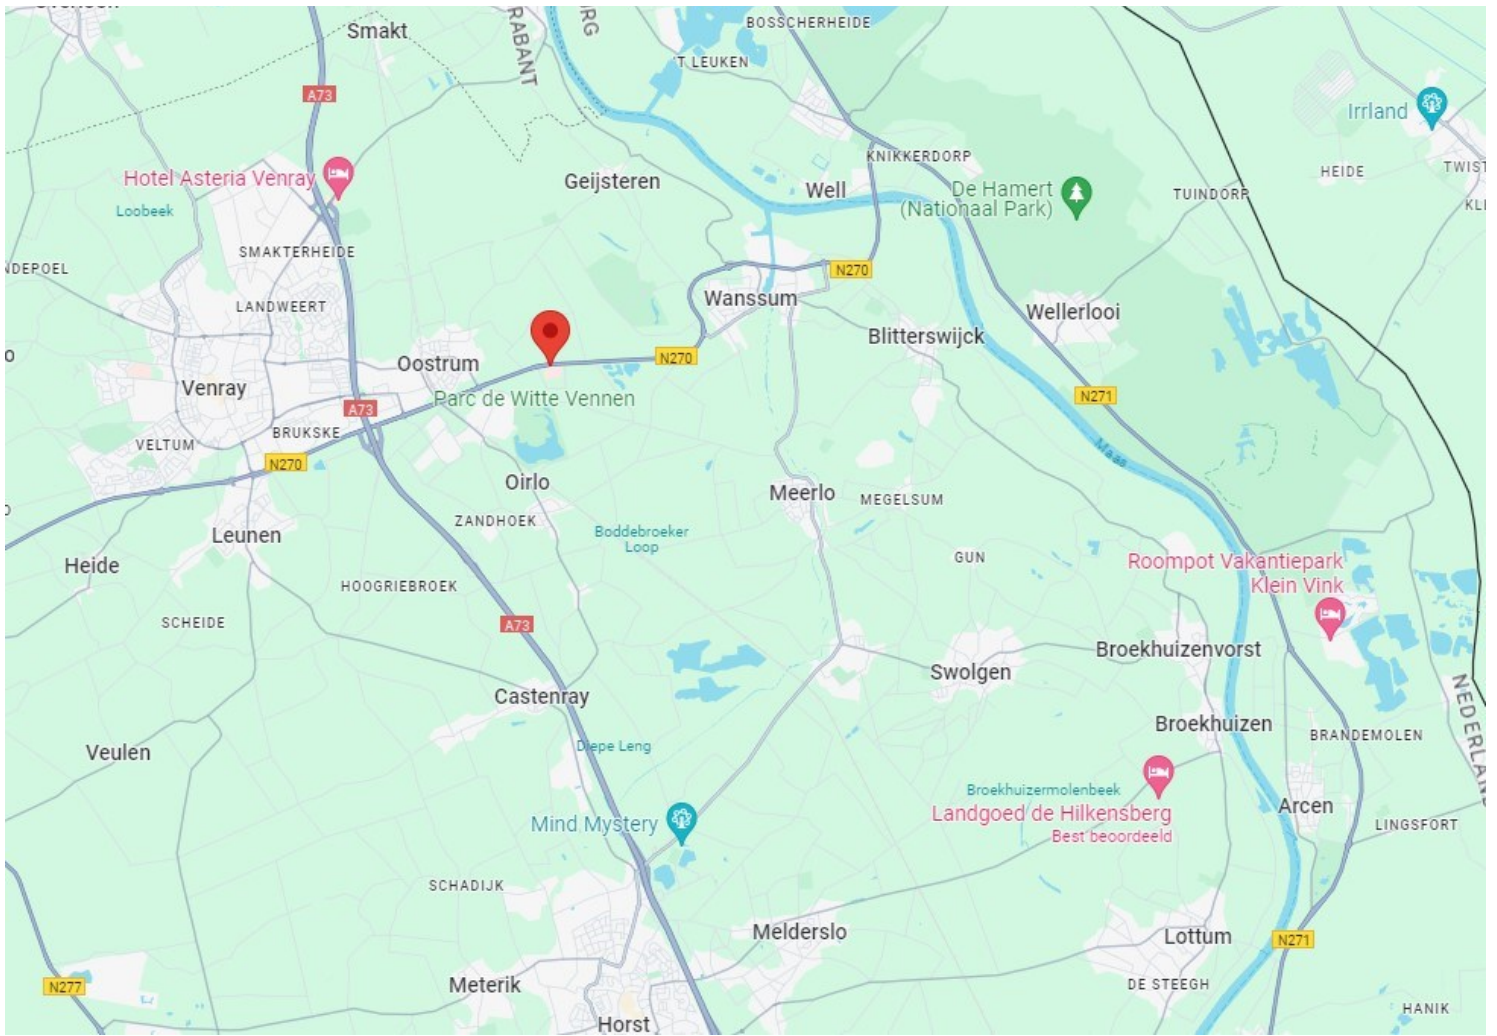 Smakt
BRABANT
BOSSCHERHEIDE
'T LEUKEN
A73
Irrland
KNIKKERDORP
HEIDE
Hotel Asteria Venray
Geijsteren
Well
De Hamert
(Nationaal Park)
TUINDORP
Loobeek
SMAKTERHEIDE
N270
LANDWEERT
Wanssum
Wellerlooi
Blitterswijck
Oostrum
N270
Venray
Parc de Witte Vennen
N271
A73
BRUKSKE
VELTUM
Maas
N270
Oirlo
Meerlo
MEGELSUM
ZANDHOEK
Leunen
Boddebroeker
Loop
Heide
GUN
Roompot Vakantiepark
Klein Vink
HOOGRIEBROEK
SCHEIDE
A73
Broekhuizenvorst
Swolgen
Castenray
NEDERLAND
Broekhuizen
BRANDEMOLEN
Veulen
Diepe Leng
Broekhuizermolenbeek
Landgoed de Hilkensberg
Best beoordeeld
Arcen
Mind Mystery
LINGSFORT
SCHADIJK
Melderslo
Lottum
N271
N277
Meterik
DE STEEGH
HANIK
Horst